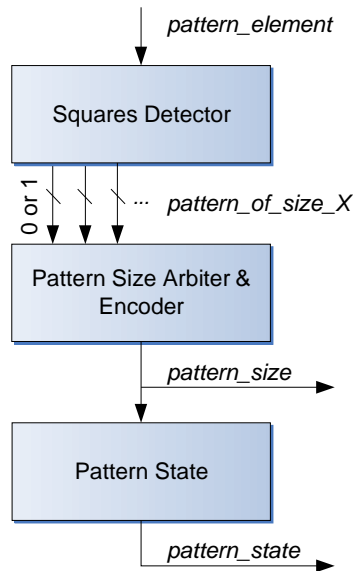 pattern_element
Squares Detector
0 or 1
...
pattern_of_size_X
Pattern Size Arbiter &
Encoder
pattern_size
Pattern State
pattern_state